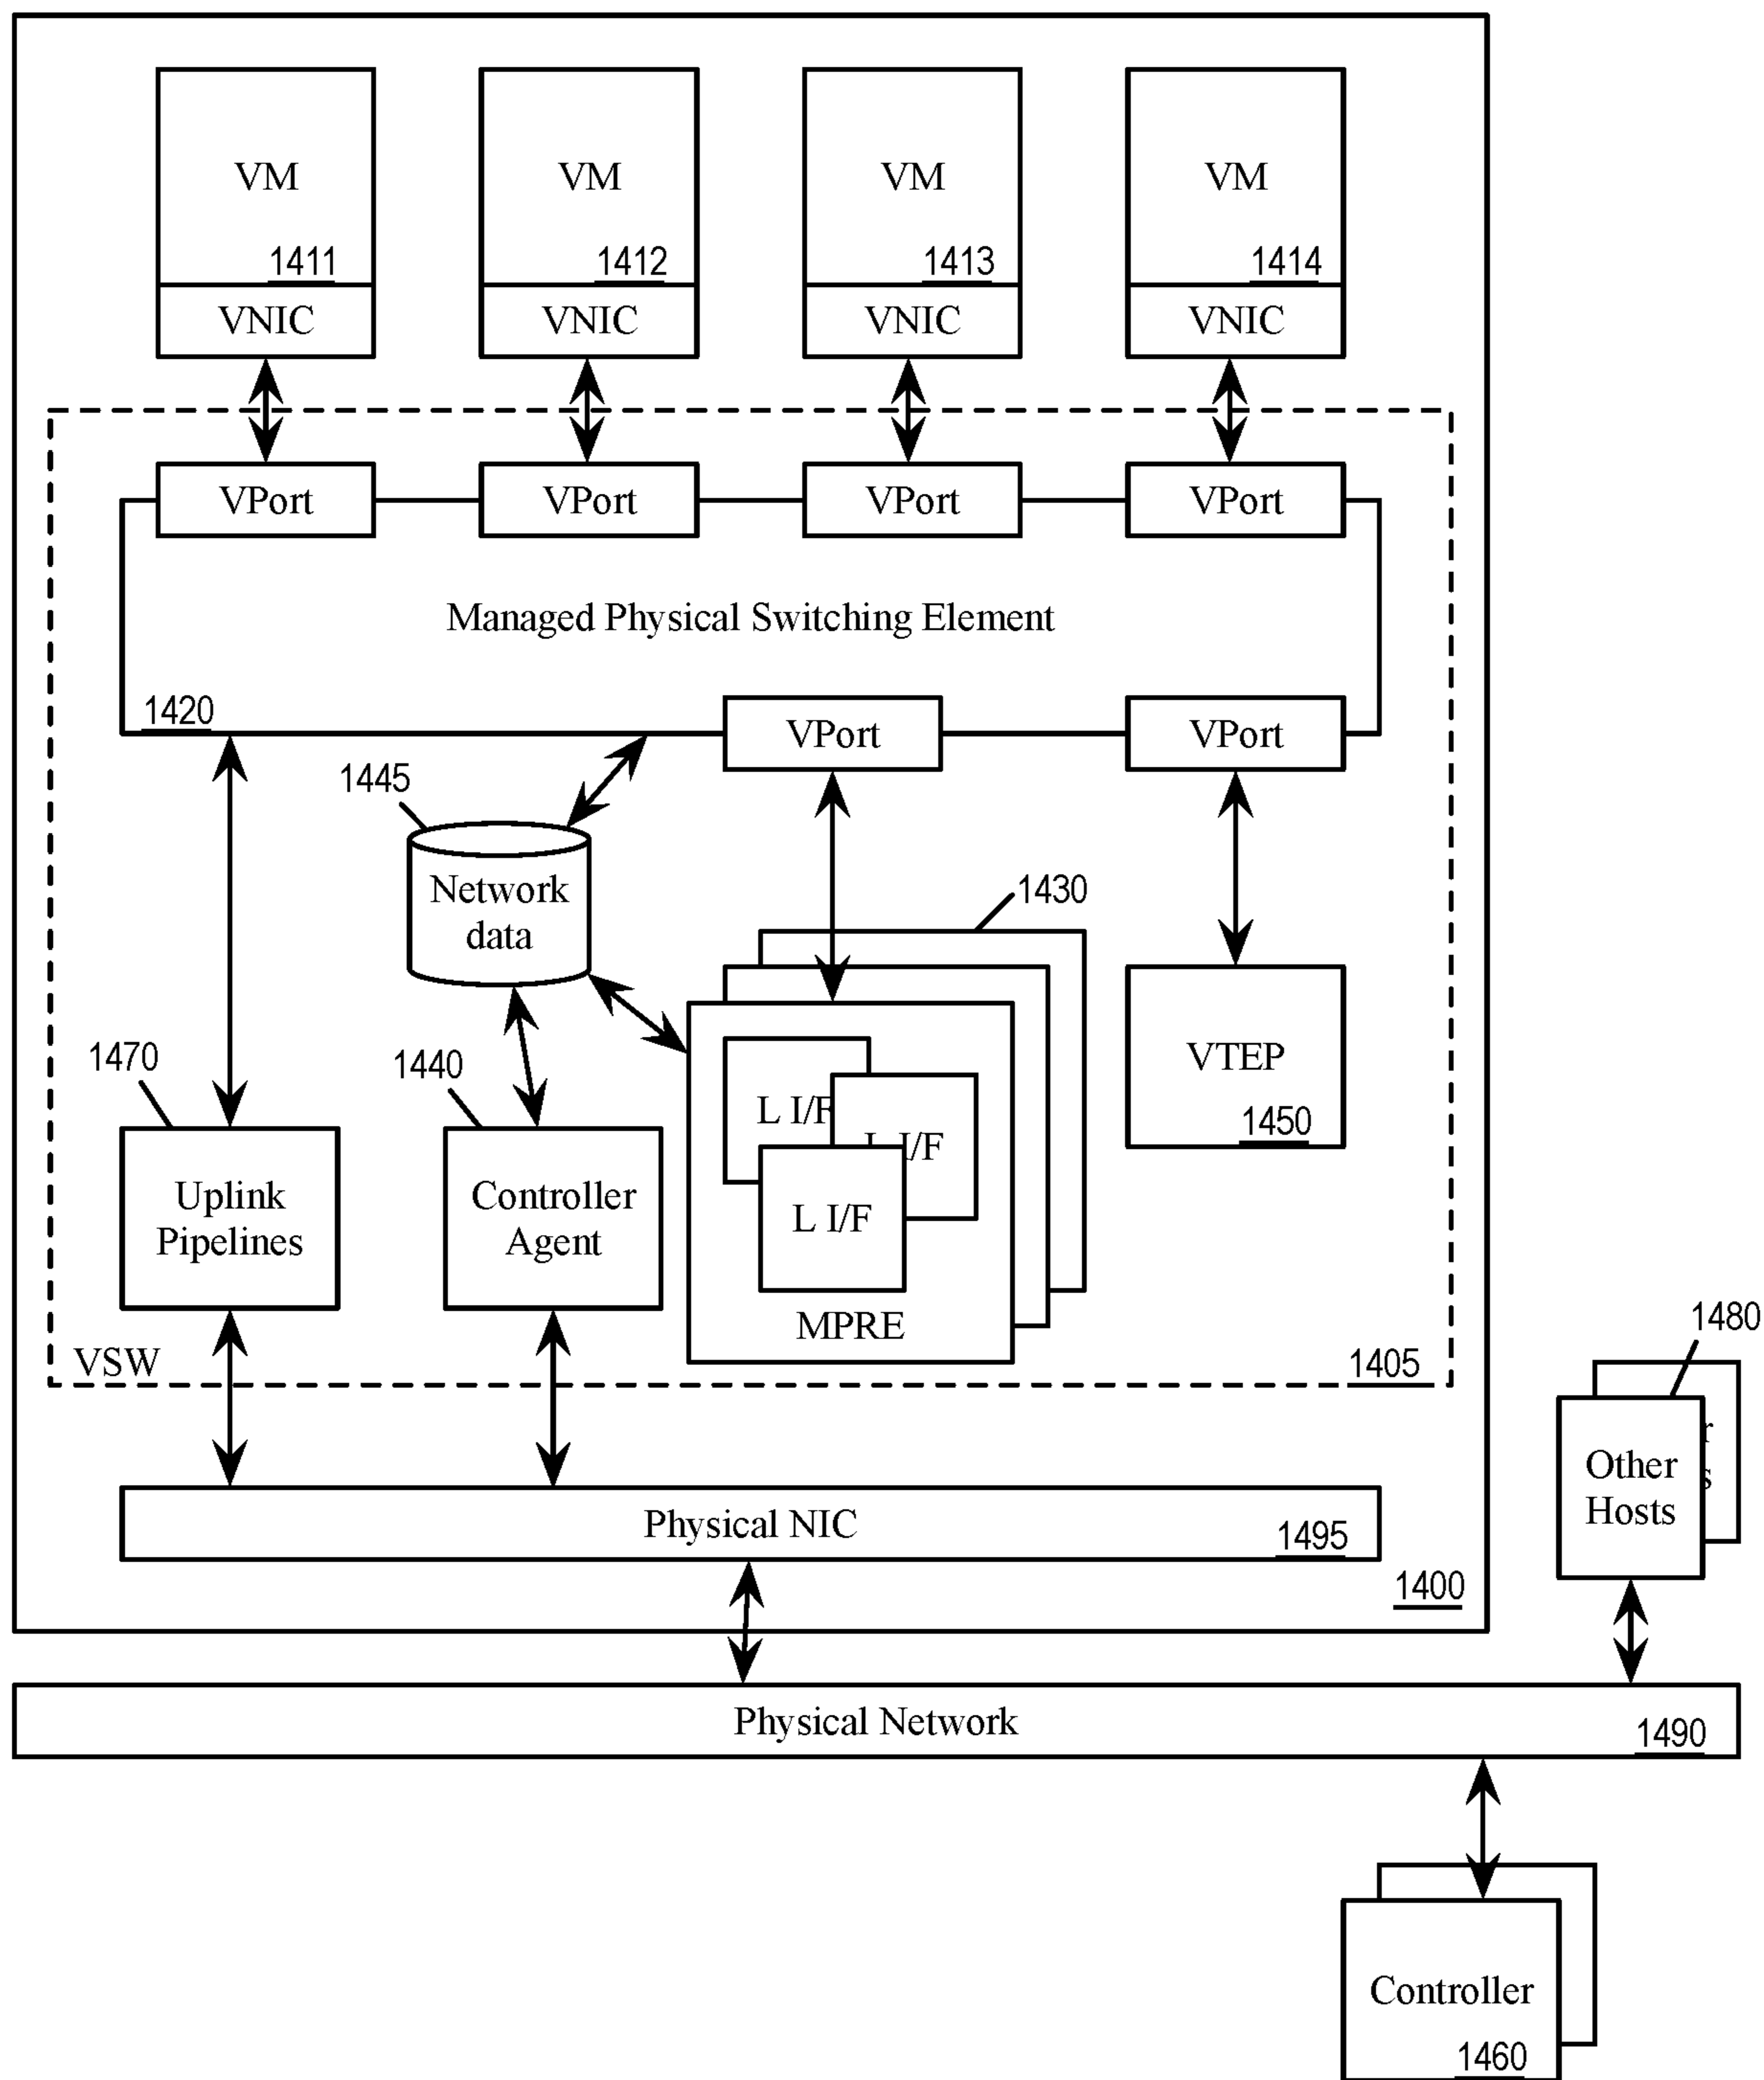 VM
VM
VM
VM
1411
1412
1413
1414
VNIC
VNIC
VNIC
VNIC
VPort
VPort
VPort
VPort
Managed Physical Switching Element
1420
VPort
VPort
1445
Network
data
1430
1470
1440
VTEP
1450
L I/F
I/F
L I/F
Uplink
Pipelines
Controller
Agent
MPRE
VSW
1405
1480
Other
Hosts
r
s
Physical NIC
1495
1400
Physical Network
1490
Controller
1460